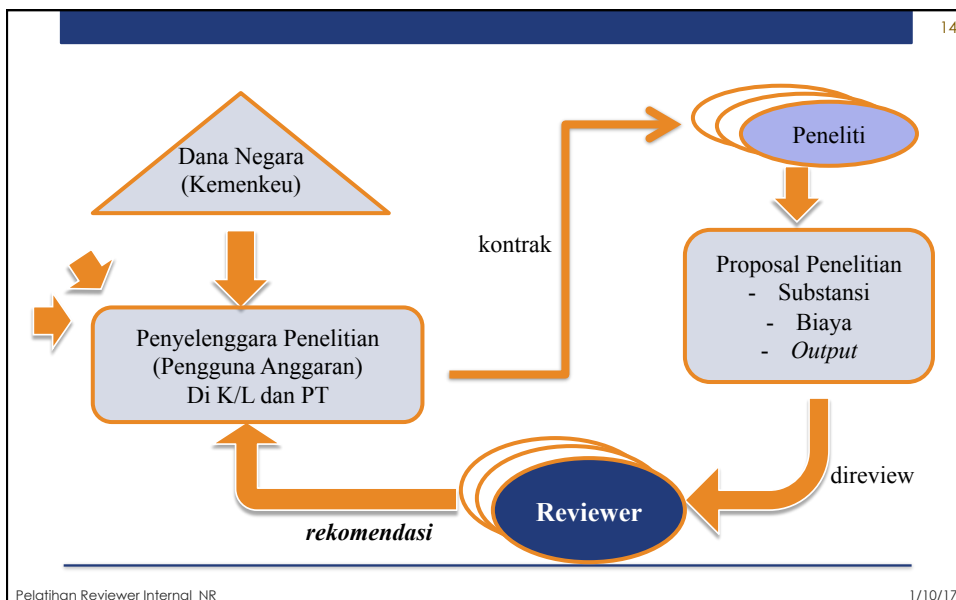 14
Dana Negara
(Kemenkeu)
Peneliti
kontrak
Proposal Penelitian
- Substansi
- Biaya
- Output
Penyelenggara Penelitian
(Pengguna Anggaran)
Di K/L dan PT
direview
Reviewer
rekomendasi
Pelatihan Reviewer Internal_NR
1/10/17